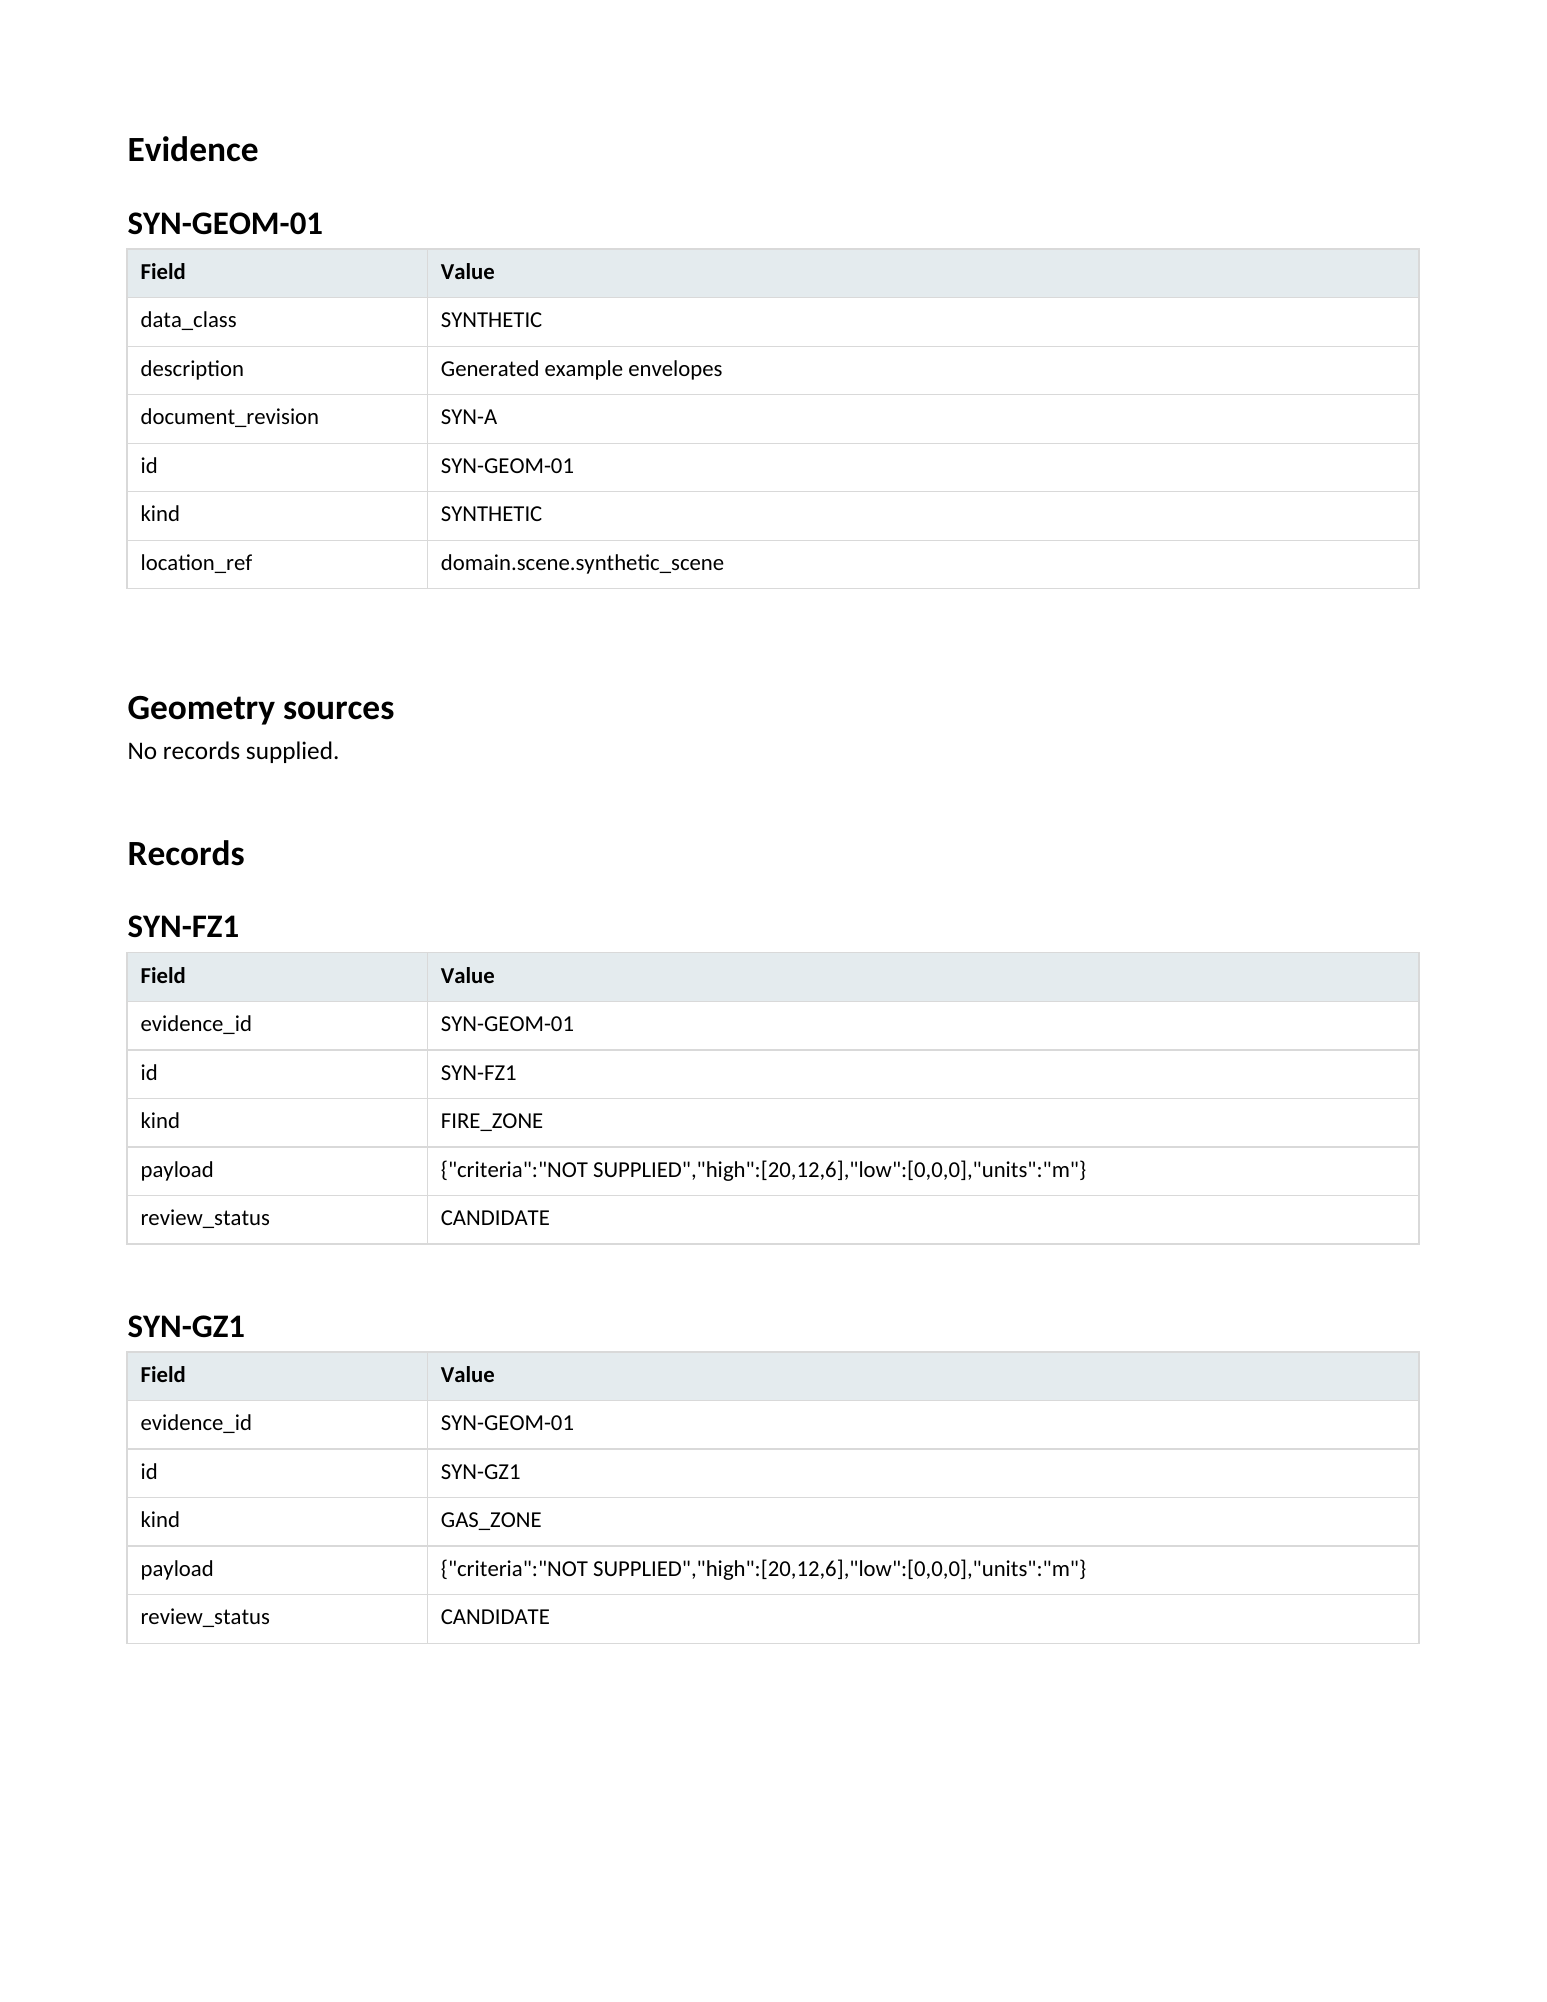 Evidence
SYN-GEOM-01
Field Value
data_class SYNTHETIC
description Generated example envelopes
document_revision SYN-A
id SYN-GEOM-01
kind SYNTHETIC
location_ref domain.scene.synthetic_scene
Geometry sources
No records supplied.
Records
SYN-FZ1
Field Value
evidence_id SYN-GEOM-01
id SYN-FZ1
kind FIRE_ZONE
payload {"criteria":"NOT SUPPLIED","high":[20,12,6],"low":[0,0,0],"units":"m"}
review_status CANDIDATE
SYN-GZ1
Field Value
evidence_id SYN-GEOM-01
id SYN-GZ1
kind GAS_ZONE
payload {"criteria":"NOT SUPPLIED","high":[20,12,6],"low":[0,0,0],"units":"m"}
review_status CANDIDATE